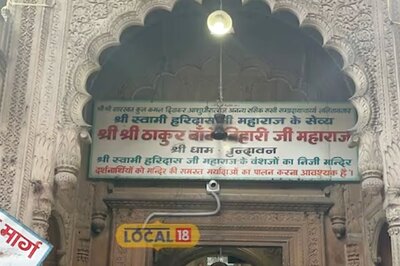 श्री स्वामी हरिदास जी महाराज के सेव्य
श्री श्री ठाकुर बाँके बिहारी जी महाराज
श्री धाम - वृन्दावन
श्री स्वामी हरिदास जी महाराज के वंशजों का निजी मन्दिर
दर्शनार्थियों को मन्दिर की समस्त मर्यादाओं का पालन करना आवश्यक है।
मार्ग
LOCAL 18